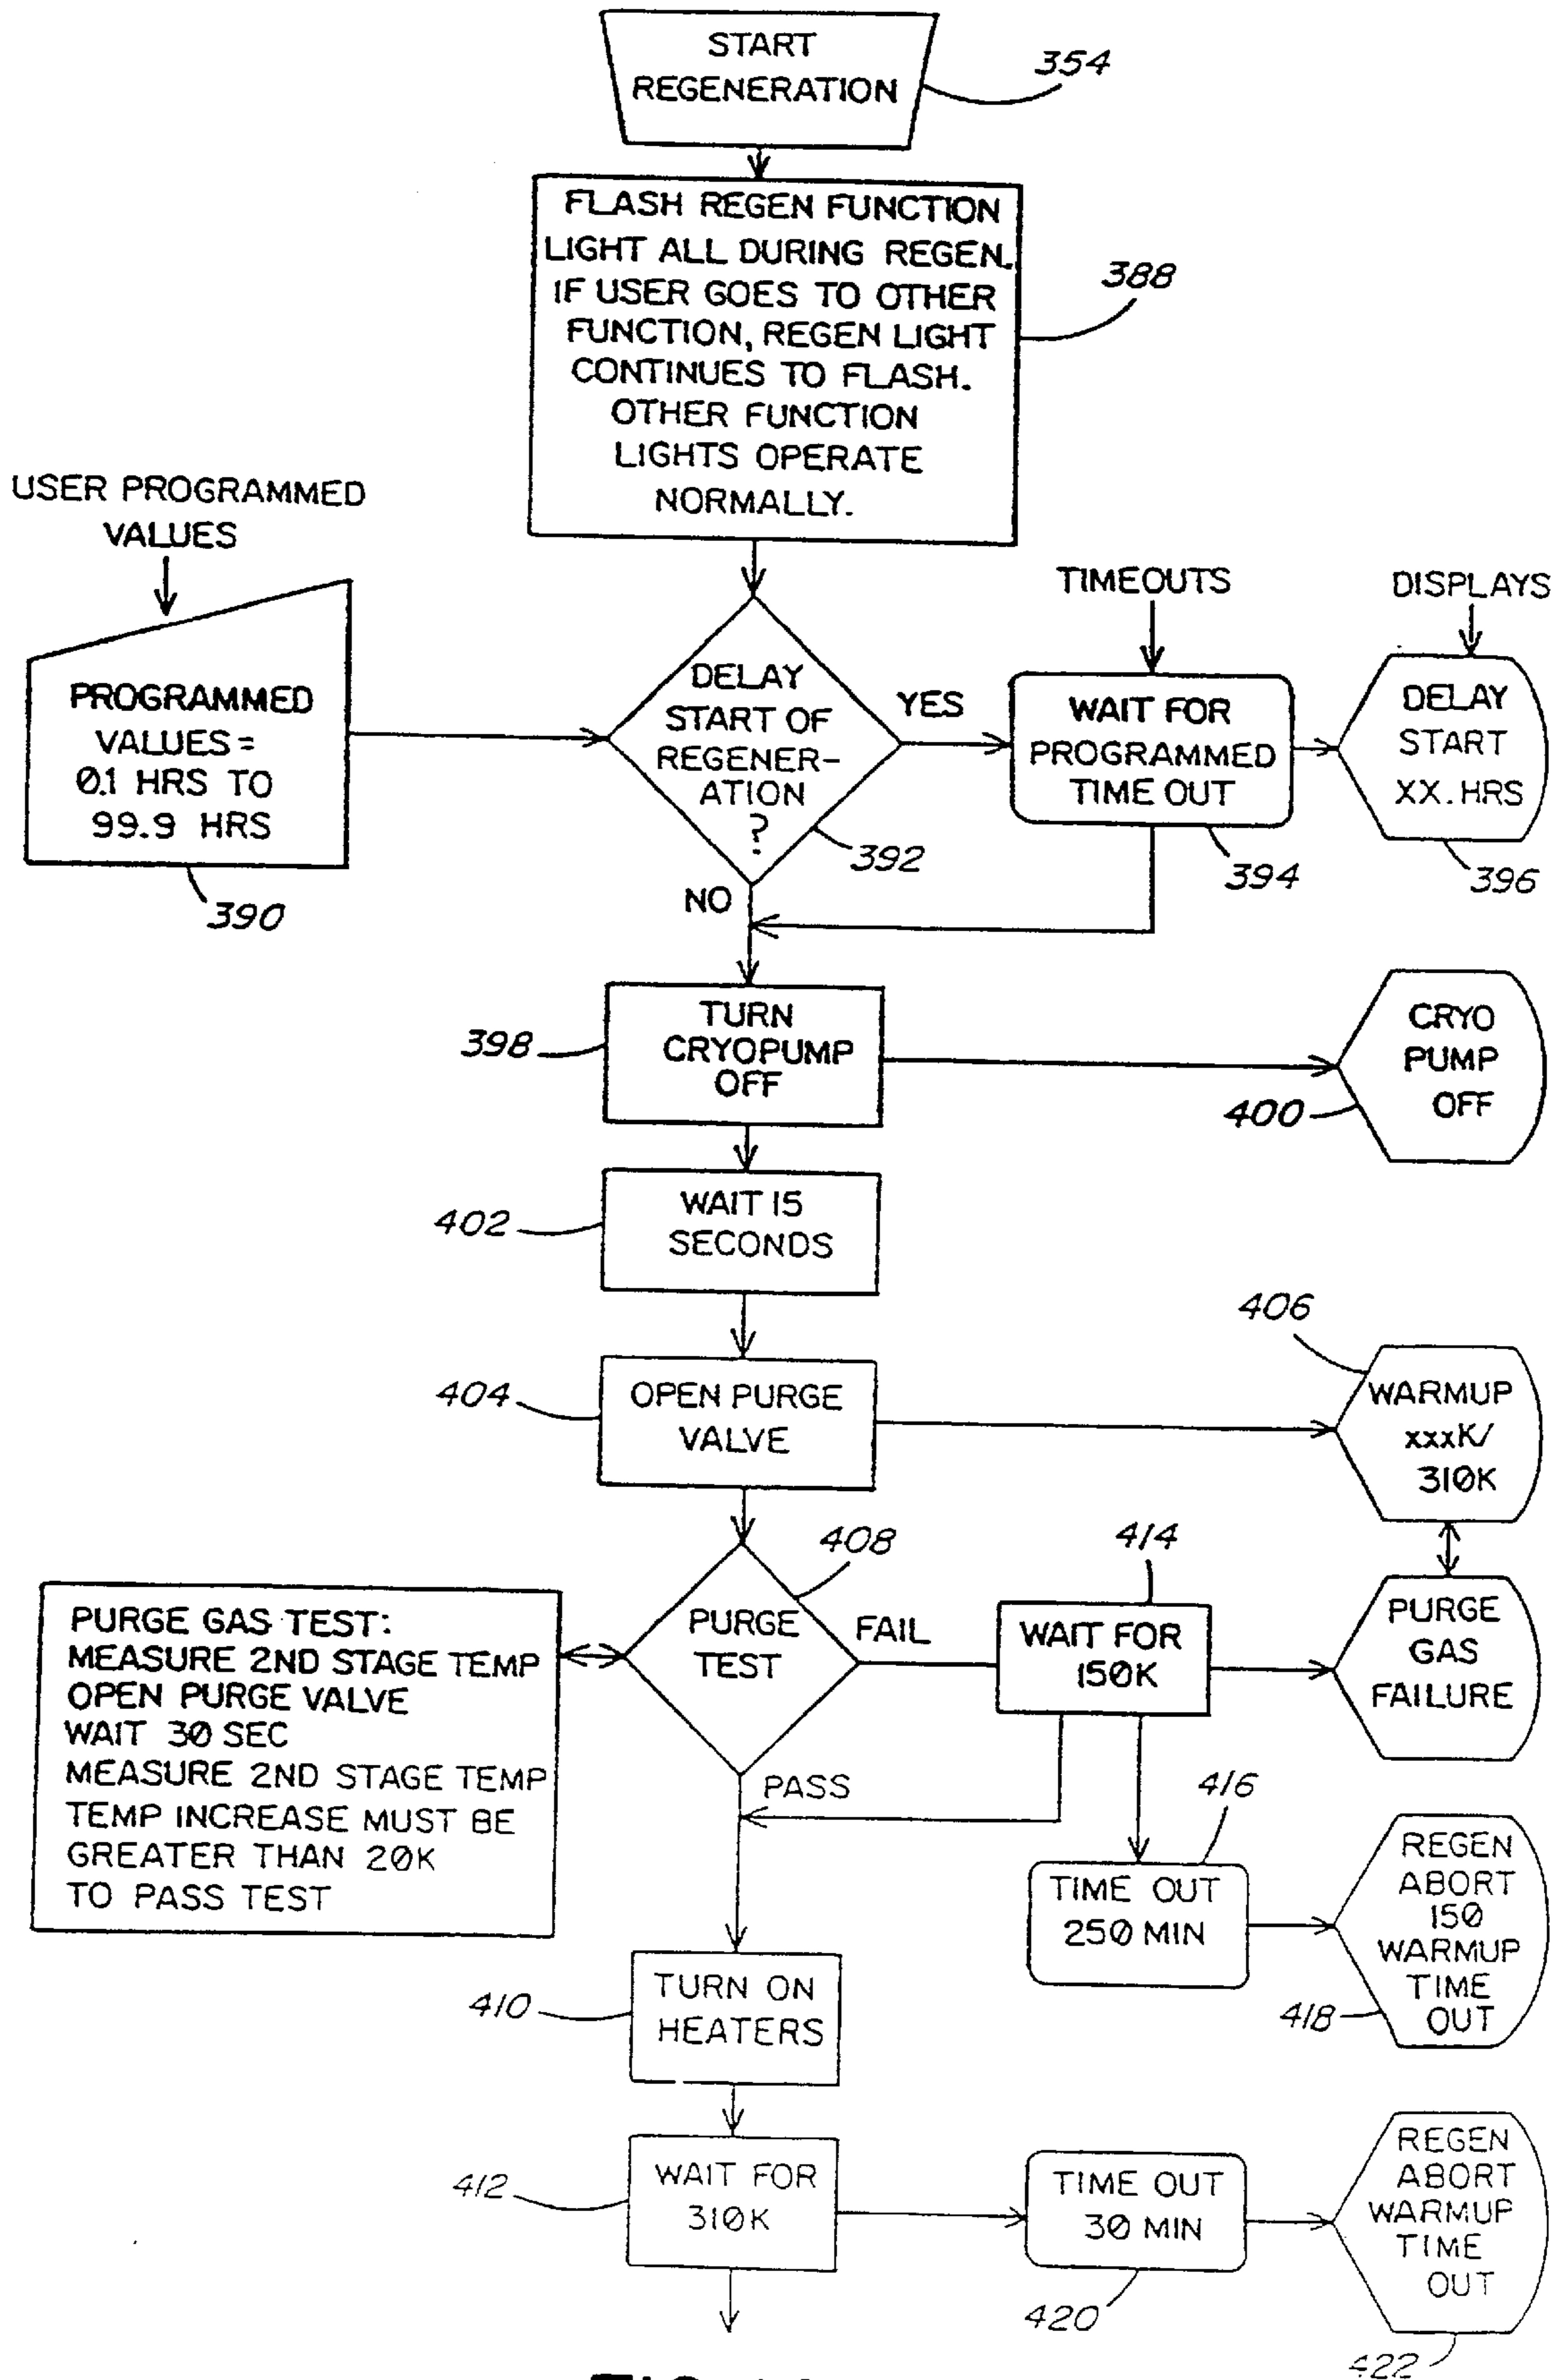 START
REGENERATION
354
FLASH REGEN FUNCTION
LIGHT ALL DURING REGEN.
IF USER GOES TO OTHER
FUNCTION, REGEN LIGHT
CONTINUES TO FLASH.
OTHER FUNCTION
LIGHTS OPERATE
NORMALLY.
388
USER PROGRAMMED
VALUES
PROGRAMMED
VALUES =
0.1 HRS TO
99.9 HRS
390
DELAY
START OF
REGENER-
ATION
?
392
YES
NO
TIMEOUTS
WAIT FOR
PROGRAMMED
TIME OUT
394
DISPLAYS
DELAY
START
XX.HRS
396
TURN
CRYOPUMP
OFF
398
CRYO
PUMP
OFF
400
WAIT 15
SECONDS
402
OPEN PURGE
VALVE
404
406
WARMUP
xxxK/
310K
PURGE GAS TEST:
MEASURE 2ND STAGE TEMP
OPEN PURGE VALVE
WAIT 30 SEC
MEASURE 2ND STAGE TEMP
TEMP INCREASE MUST BE
GREATER THAN 20K
TO PASS TEST
PURGE
TEST
408
FAIL
PASS
414
WAIT FOR
150K
PURGE
GAS
FAILURE
416
TIME OUT
250 MIN
REGEN
ABORT
150
WARMUP
TIME
OUT
418
TURN ON
HEATERS
410
WAIT FOR
310K
412
TIME OUT
30 MIN
420
REGEN
ABORT
WARMUP
TIME
OUT
422